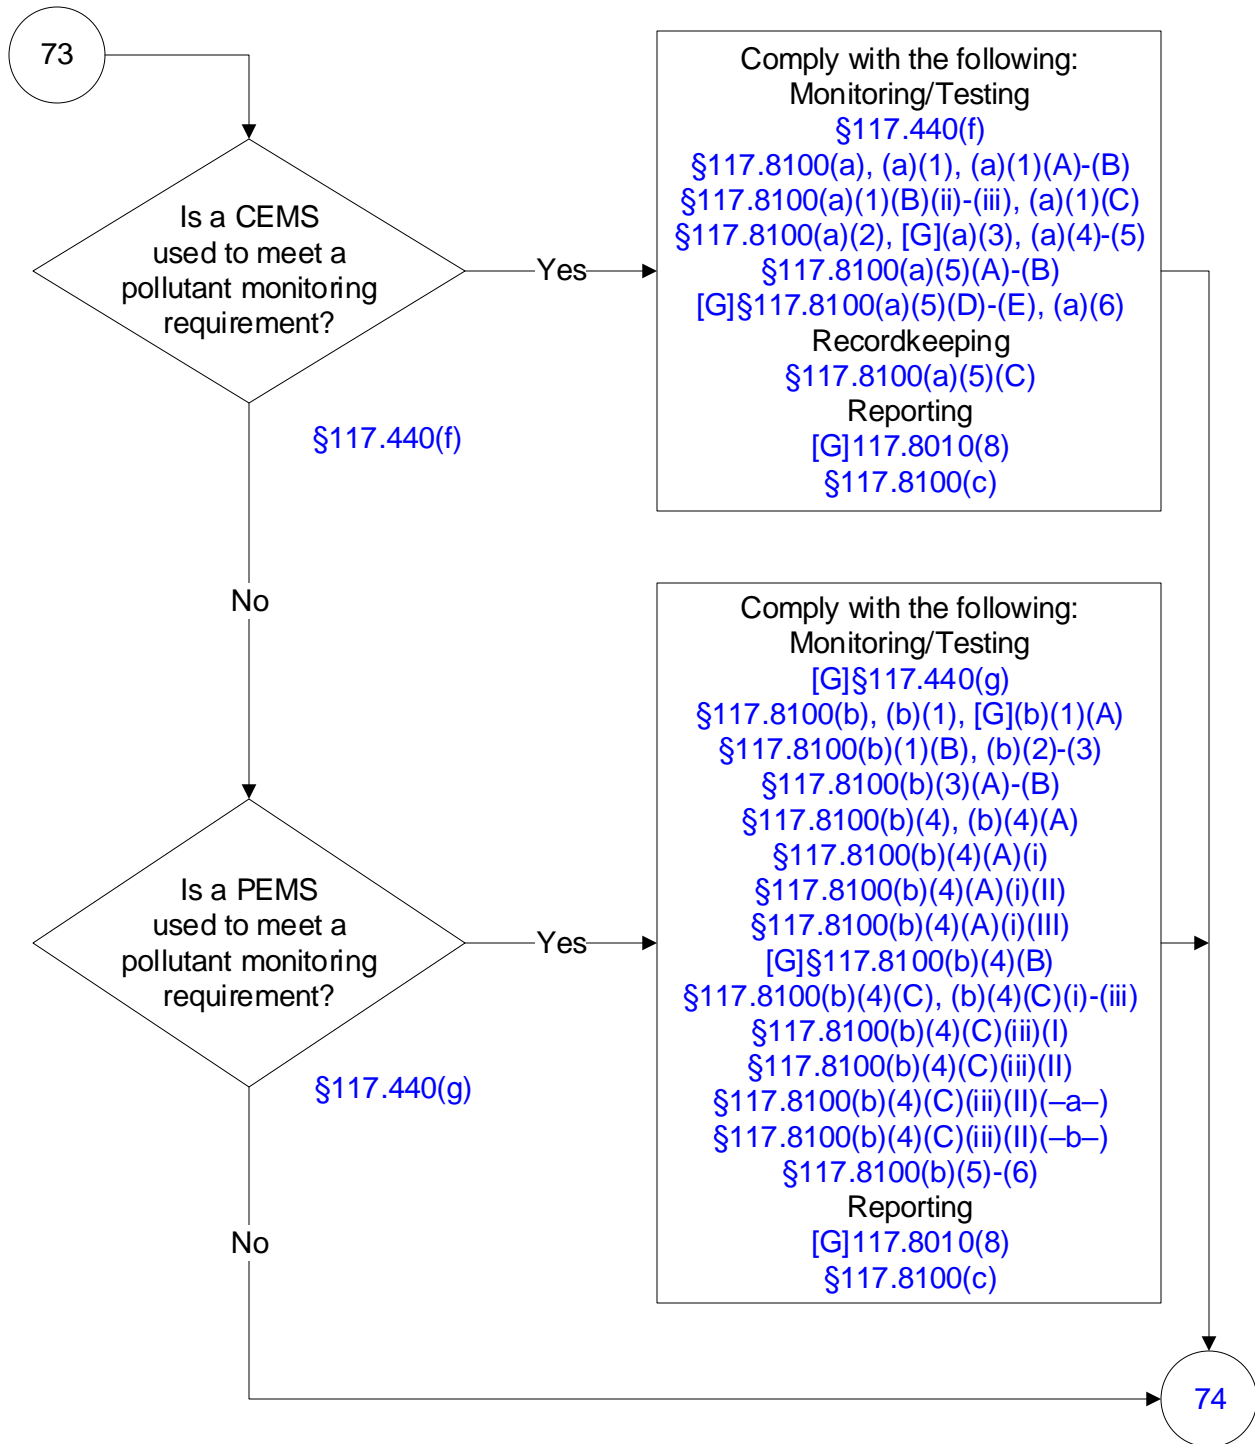 73
Is a CEMS
used to meet a
pollutant monitoring
requirement?
§117.440(f)
Yes
Comply with the following:
Monitoring/Testing
§117.440(f)
§117.8100(a), (a)(1), (a)(1)(A)-(B)
§117.8100(a)(1)(B)(ii)-(iii), (a)(1)(C)
§117.8100(a)(2), [G](a)(3), (a)(4)-(5)
§117.8100(a)(5)(A)-(B)
[G]§117.8100(a)(5)(D)-(E), (a)(6)
Recordkeeping
§117.8100(a)(5)(C)
Reporting
[G]117.8010(8)
§117.8100(c)
No
Is a PEMS
used to meet a
pollutant monitoring
requirement?
§117.440(g)
Yes
Comply with the following:
Monitoring/Testing
[G]§117.440(g)
§117.8100(b), (b)(1), [G](b)(1)(A)
§117.8100(b)(1)(B), (b)(2)-(3)
§117.8100(b)(3)(A)-(B)
§117.8100(b)(4), (b)(4)(A)
§117.8100(b)(4)(A)(i)
§117.8100(b)(4)(A)(i)(II)
§117.8100(b)(4)(A)(i)(III)
[G]§117.8100(b)(4)(B)
§117.8100(b)(4)(C), (b)(4)(C)(i)-(iii)
§117.8100(b)(4)(C)(iii)(I)
§117.8100(b)(4)(C)(iii)(II)
§117.8100(b)(4)(C)(iii)(II)(–a–)
§117.8100(b)(4)(C)(iii)(II)(–b–)
§117.8100(b)(5)-(6)
Reporting
[G]117.8010(8)
§117.8100(c)
No
74